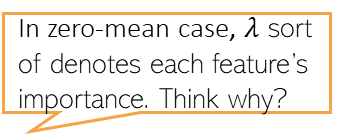 In zero-mean case, λ sort
of denotes each feature's
importance. Think why?